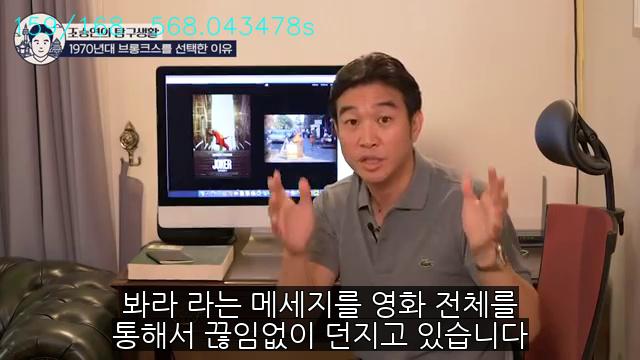 159/168, 568.043478s
조승연의 탐구생활
1970년대 브롱크스를 선택한 이유
JOKER
봐라 라는 메세지를 영화 전체를
통해서 끊임없이 던지고 있습니다